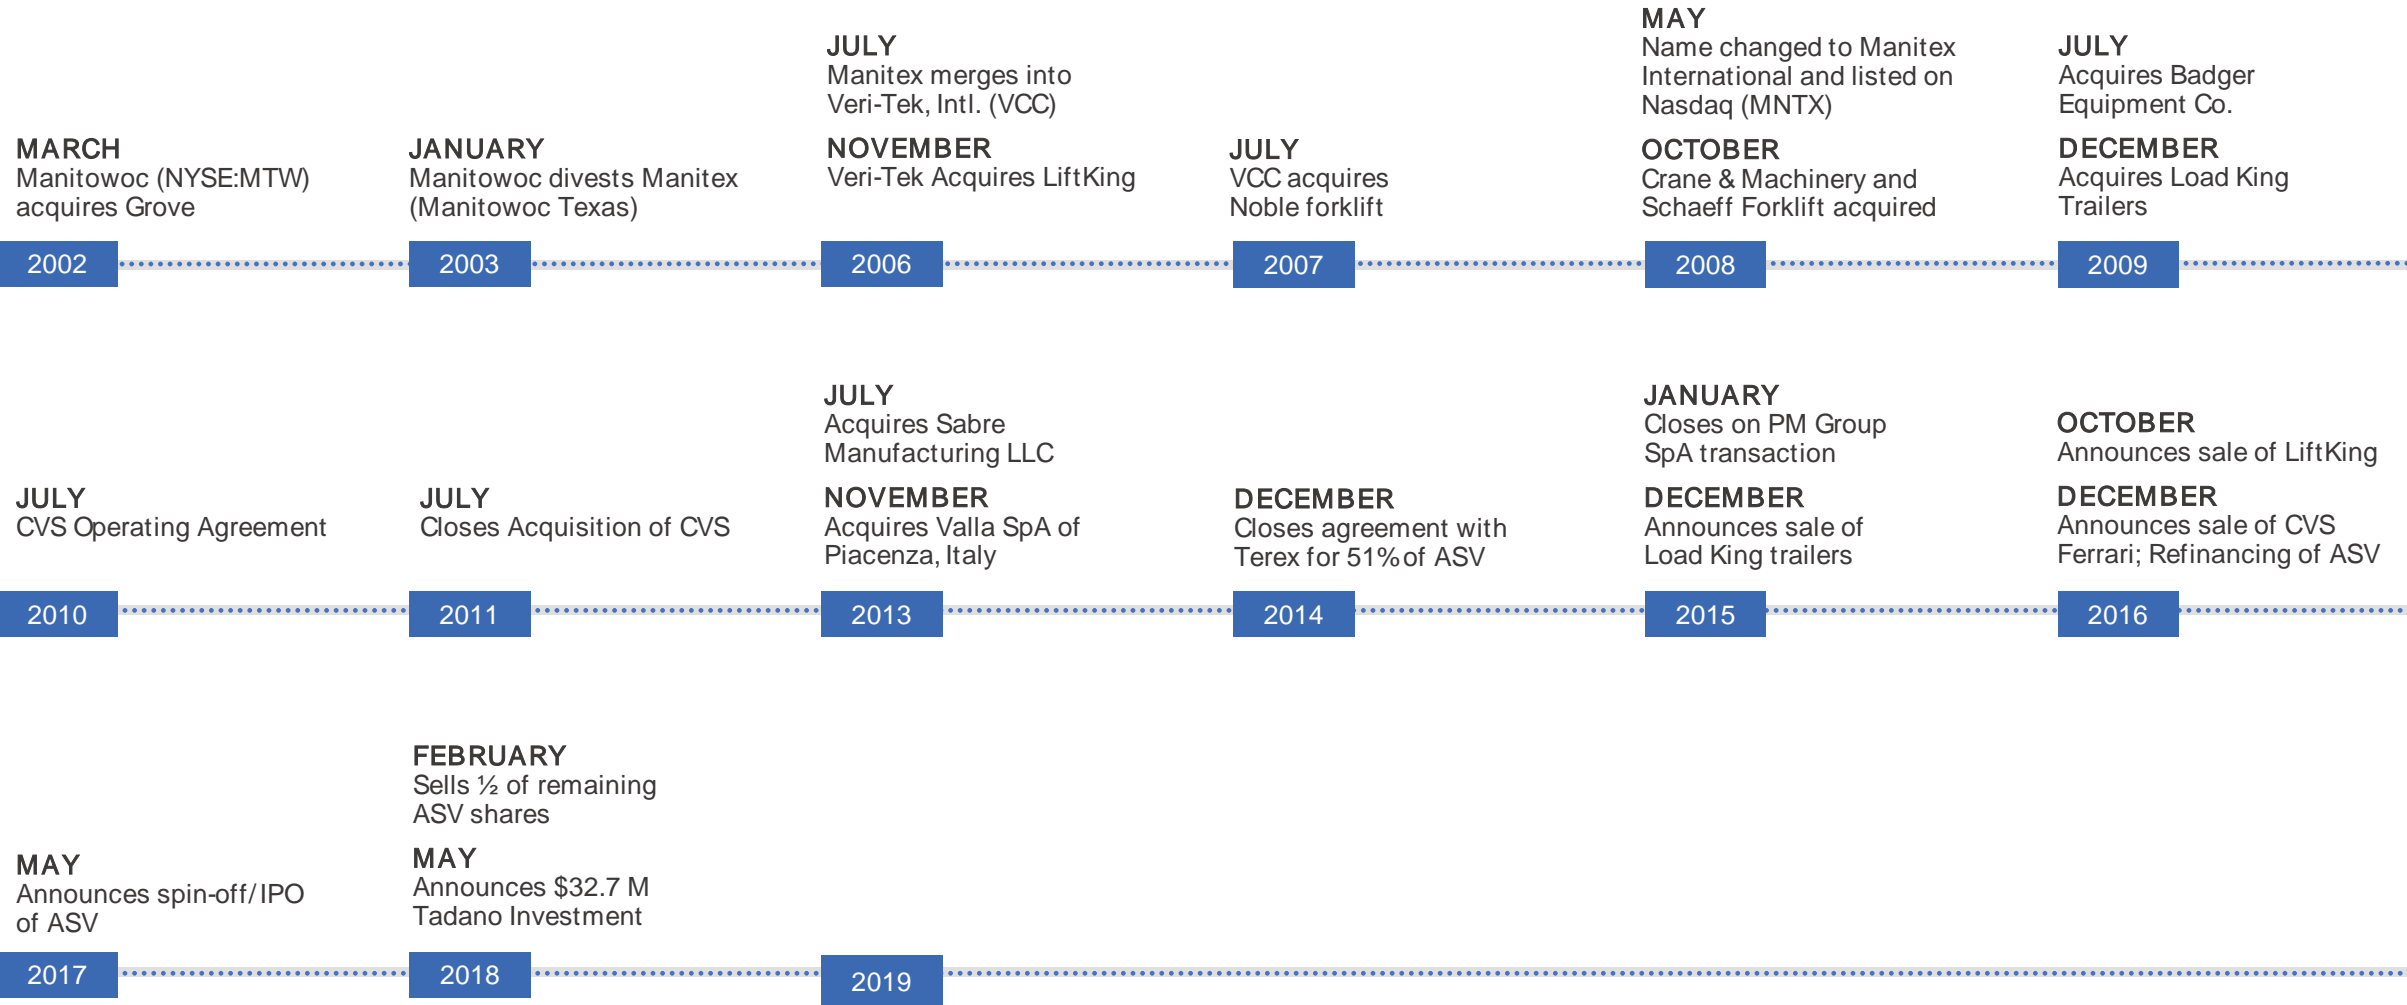 MARCH
Manitowoc (NYSE:MTW)
acquires Grove
2002
JANUARY
Manitowoc divests Manitex
(Manitowoc Texas)
2003
JULY
Manitex merges into
Veri-Tek, Intl. (VCC)
NOVEMBER
Veri-Tek Acquires LiftKing
2006
JULY
VCC acquires
Noble forklift
2007
MAY
Name changed to Manitex
International and listed on
Nasdaq (MNTX)
OCTOBER
Crane & Machinery and
Schaeff Forklift acquired
2008
JULY
Acquires Badger
Equipment Co.
DECEMBER
Acquires Load King
Trailers
2009
JULY
CVS Operating Agreement
2010
JULY
Closes Acquisition of CVS
2011
JULY
Acquires Sabre
Manufacturing LLC
NOVEMBER
Acquires Valla SpA of
Piacenza, Italy
2013
DECEMBER
Closes agreement with
Terex for 51% of ASV
2014
JANUARY
Closes on PM Group
SpA transaction
DECEMBER
Announces sale of
Load King trailers
2015
OCTOBER
Announces sale of LiftKing
DECEMBER
Announces sale of CVS
Ferrari; Refinancing of ASV
2016
MAY
Announces spin-off/IPO
of ASV
2017
FEBRUARY
Sells ½ of remaining
ASV shares
MAY
Announces $32.7 M
Tadano Investment
2018
2019